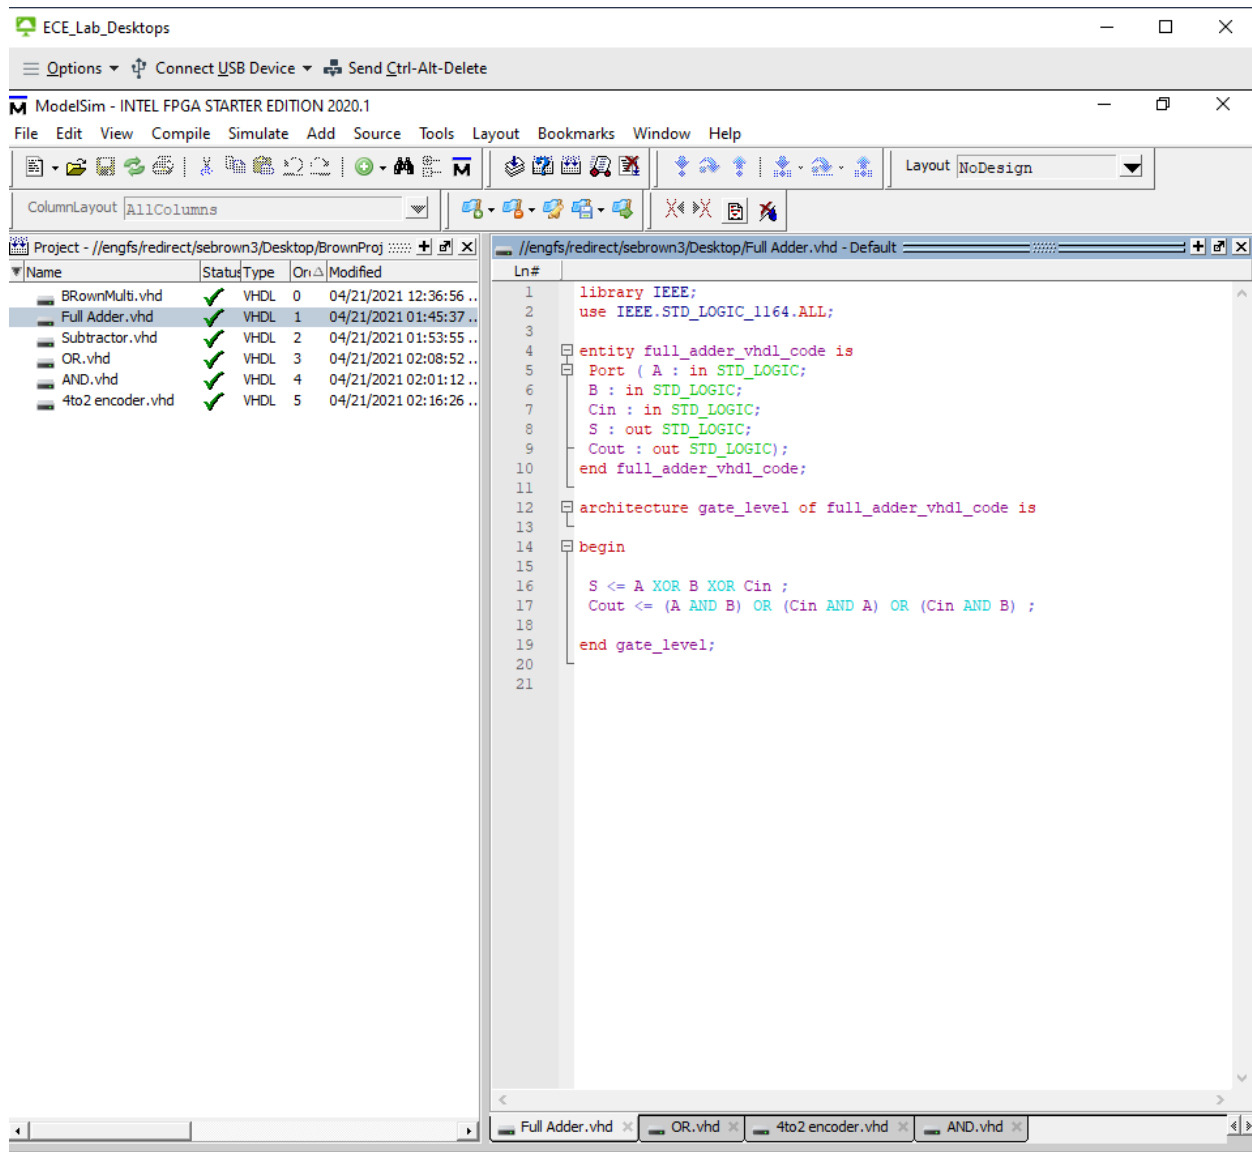 ECE_Lab_Desktops
Options Connect USB Device Send Ctrl-Alt-Delete
ModelSim - INTEL FPGA STARTER EDITION 2020.1
File Edit View Compile Simulate Add Source Tools Layout Bookmarks Window Help
Layout NoDesign
ColumnLayout AllColumns
Project - //engfs/redirect/sebrown3/Desktop/BrownProj
Name Status Type Modified
BRownMulti.vhd VHDL 0 04/21/2021 12:36:56 ..
Full Adder.vhd VHDL 1 04/21/2021 01:45:37 ..
Subtractor.vhd VHDL 2 04/21/2021 01:53:55 ..
OR.vhd VHDL 3 04/21/2021 02:08:52 ..
AND.vhd VHDL 4 04/21/2021 02:01:12 ..
4to2 encoder.vhd VHDL 5 04/21/2021 02:16:26 ..
//engfs/redirect/sebrown3/Desktop/Full Adder.vhd - Default
Ln#
1 library IEEE;
2 use IEEE.STD_LOGIC_1164.ALL;
3
4 entity full_adder_vhdl_code is
5 Port ( A : in STD_LOGIC;
6 B : in STD_LOGIC;
7 Cin : in STD_LOGIC;
8 S : out STD_LOGIC;
9 Cout : out STD_LOGIC);
10 end full_adder_vhdl_code;
11
12 architecture gate_level of full_adder_vhdl_code is
13
14 begin
15
16 S <= A XOR B XOR Cin ;
17 Cout <= (A AND B) OR (Cin AND A) OR (Cin AND B) ;
18
19 end gate_level;
20
21
Full Adder.vhd OR.vhd 4to2 encoder.vhd AND.vhd